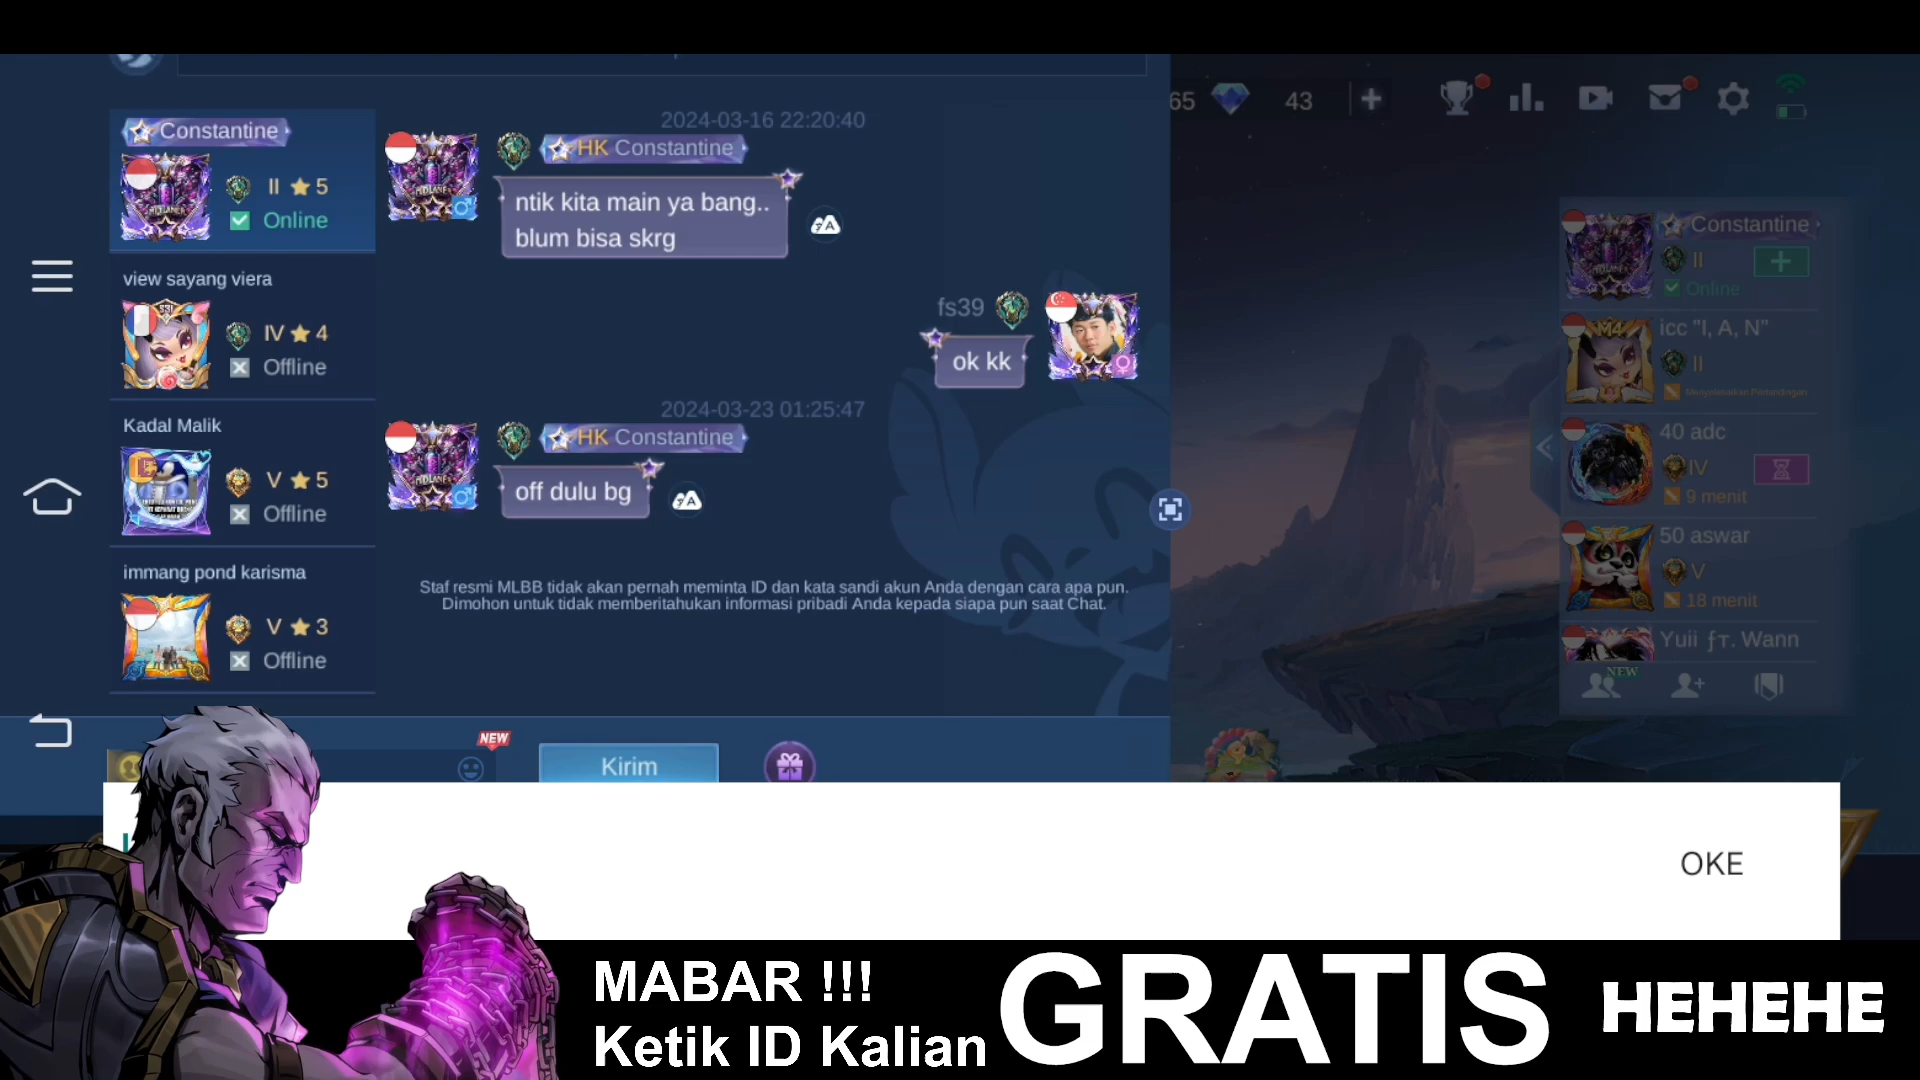 65
43
Constantine
II ★ 5
Online
view sayang viera
IV ★ 4
Offline
Kadal Malik
V ★ 5
Offline
immang pond karisma
V ★ 3
Offline
2024-03-16 22:20:40
HK Constantine
ntik kita main ya bang..
blum bisa skrg
fs39
ok kk
2024-03-23 01:25:47
HK Constantine
off dulu bg
Staf resmi MLBB tidak akan pernah meminta ID dan kata sandi akun Anda dengan cara apa pun.
Dimohon untuk tidak memberitahukan informasi pribadi Anda kepada siapa pun saat Chat.
NEW
Kirim
Constantine
II
Online
M4
icc "I, A, N"
II
Menyelesaikan Pertandingan
40 adc
IV
9 menit
50 aswar
V
18 menit
Yuii ƒт. Wann
NEW
OKE
MABAR !!!
Ketik ID Kalian
GRATIS
HEHEHE